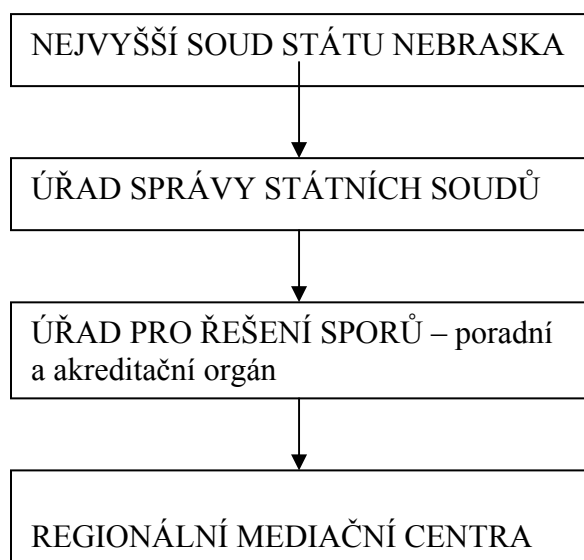 NEJVYŠŠÍ SOUD STÁTU NEBRASKA
ÚŘAD SPRÁVY STÁTNÍCH SOUDŮ
ÚŘAD PRO ŘEŠENÍ SPORŮ – poradní
a akreditační orgán
REGIONÁLNÍ MEDIAČNÍ CENTRA